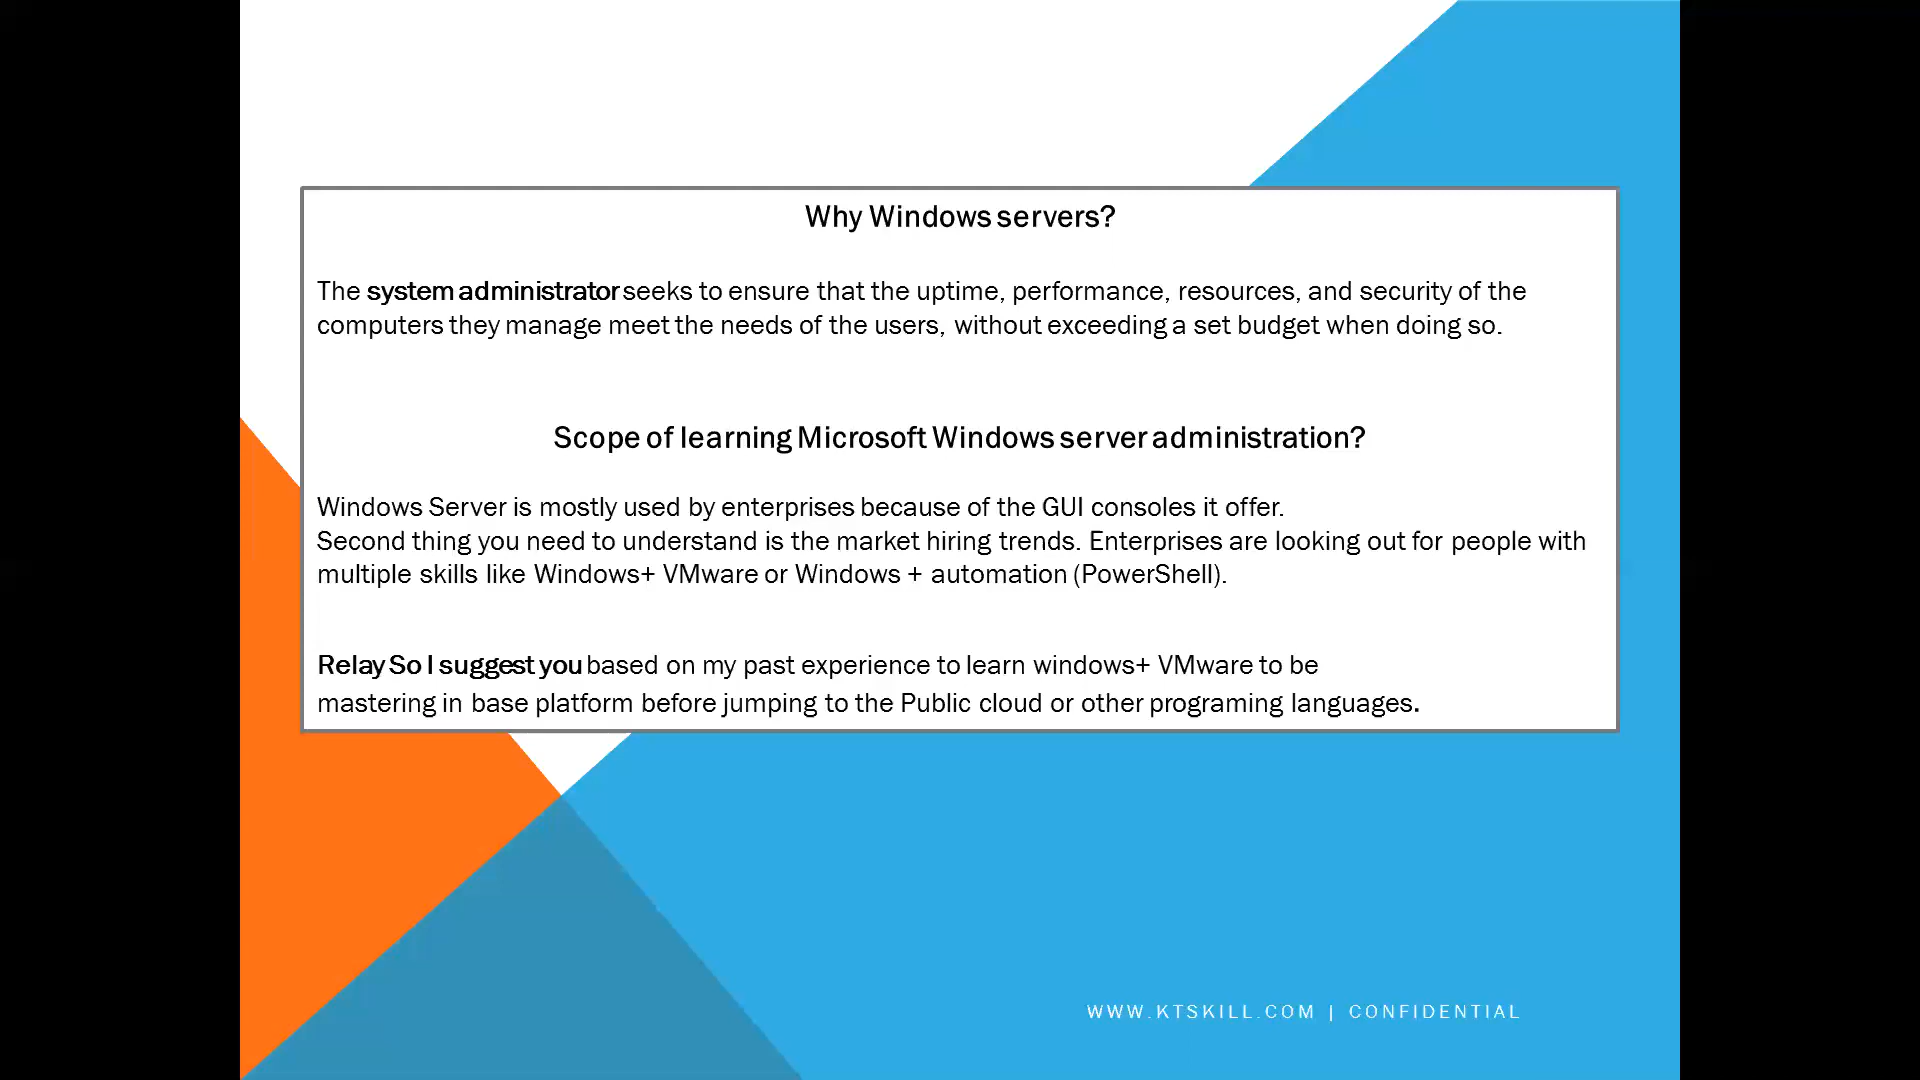 Why Windows servers?
The system administrator seeks to ensure that the uptime, performance, resources, and security of the
computers they manage meet the needs of the users, without exceeding a set budget when doing so.
Scope of learning Microsoft Windows server administration?
Windows Server is mostly used by enterprises because of the GUI consoles it offer.
Second thing you need to understand is the market hiring trends. Enterprises are looking out for people with
multiple skills like Windows+ VMware or Windows + automation (PowerShell).
Relay So I suggest you based on my past experience to learn windows+ VMware to be
mastering in base platform before jumping to the Public cloud or other programing languages.
WWW.KTSKILL.COM | CONFIDENTIAL